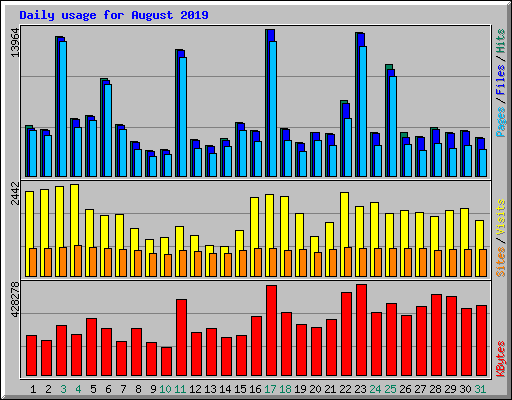 Daily usage for August 2019
13964
Pages / Files / Hits
2442
Sites / Visits
428278
KBytes
1 2 3 4 5 6 7 8 9 10 11 12 13 14 15 16 17 18 19 20 21 22 23 24 25 26 27 28 29 30 31